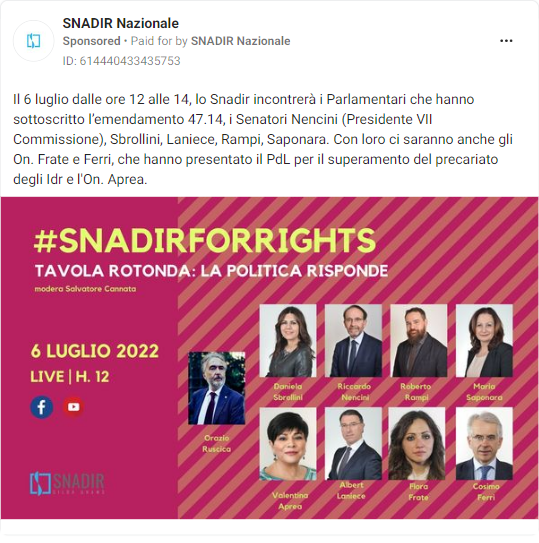 SNADIR Nazionale
Sponsored • Paid for by SNADIR Nazionale
ID: 614440433435753
Il 6 luglio dalle ore 12 alle 14, lo Snadir incontrerà i Parlamentari che hanno
sottoscritto l'emendamento 47.14, i Senatori Nencini (Presidente VII
Commissione), Sbrollini, Laniece, Rampi, Saponara. Con loro ci saranno anche gli
On. Frate e Ferri, che hanno presentato il PdL per il superamento del precariato
degli Idr e l'On. Aprea.
#SNADIRFORRIGHTS
TAVOLA ROTONDA: LA POLITICA RISPONDE
modera Salvatore Cannata
6 LUGLIO 2022
LIVE | H. 12
Orazio
Ruscica
Daniela
Sbrollini
Riccardo
Nencini
Roberto
Rampi
Maria
Saponara
Valentina
Aprea
Albert
Laniece
Flora
Frate
Cosimo
Ferri
SNADIR